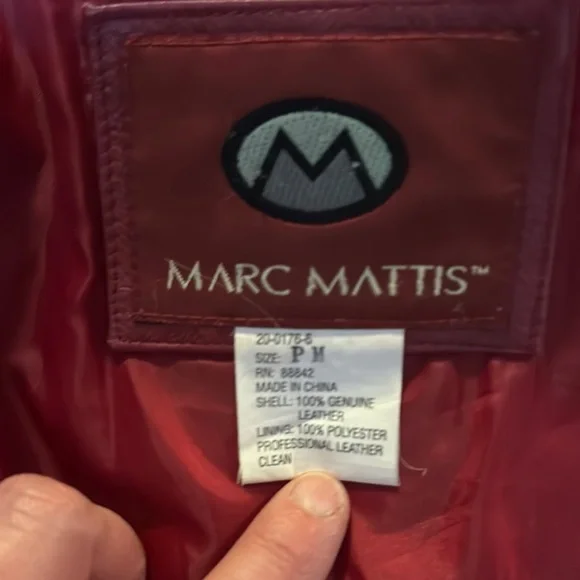 M
MARC MATTIS™
20-0176-6
SIZE: P M
RN: 88842
MADE IN CHINA
SHELL: 100% GENUINE
LEATHER
LINING: 100% POLYESTER
PROFESSIONAL LEATHER
CLEAN